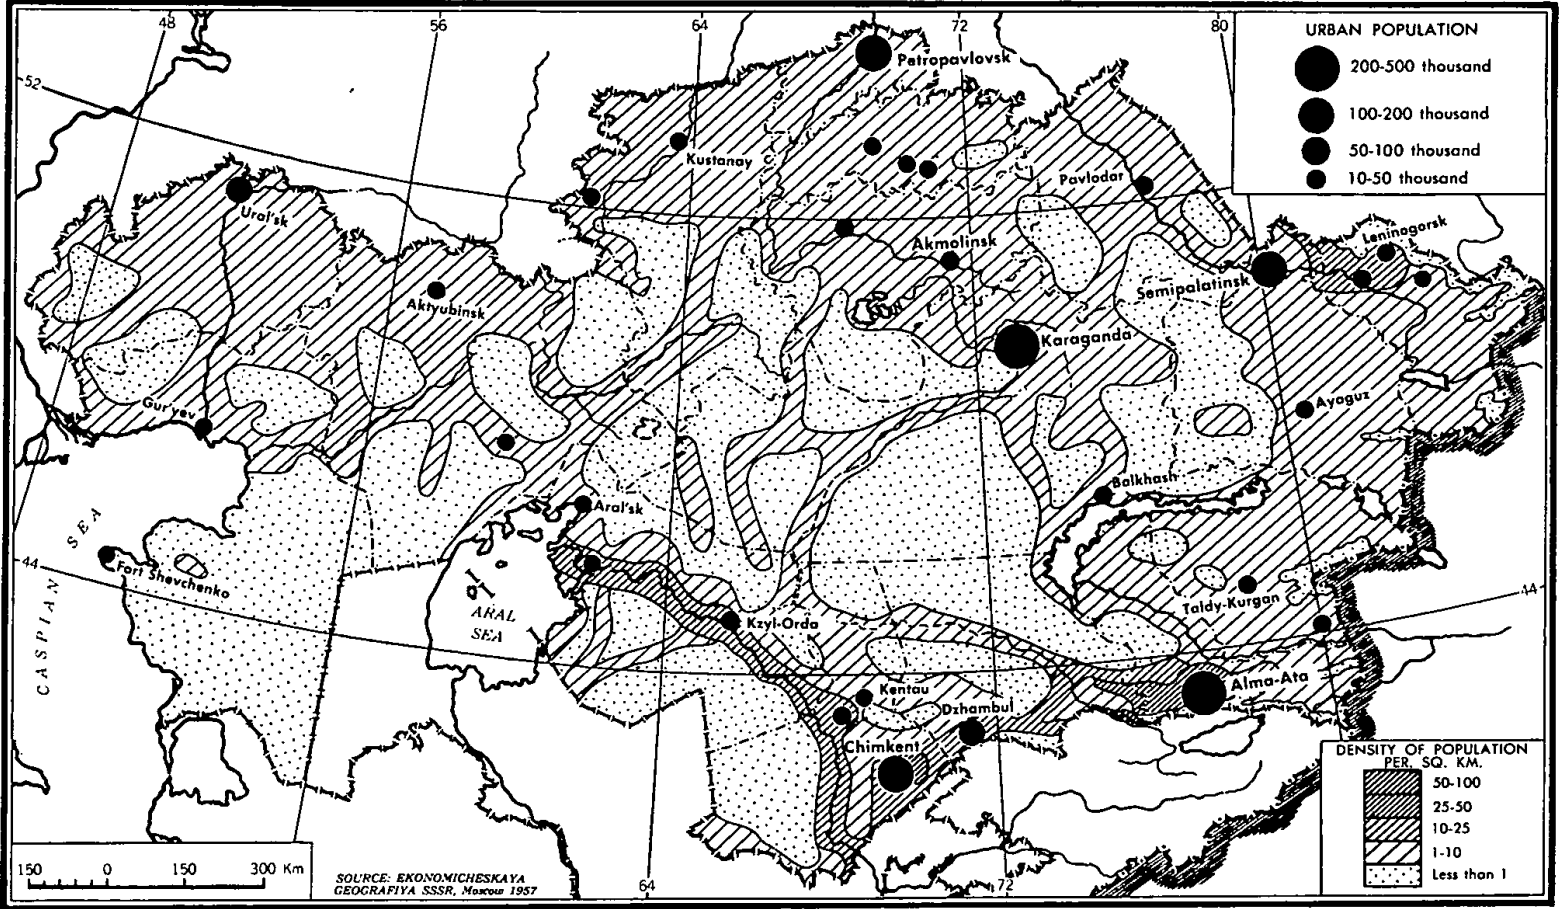 48
56
64
72
80
52
URBAN POPULATION
200-500 thousand
100-200 thousand
50-100 thousand
10-50 thousand
Petropavlovsk
Kustanay
Pavlodar
Ural'sk
Leninogorsk
Akmolinsk
Semipalatinsk
Aktyubinsk
Karaganda
Gur'yev
Ayaguz
Balkhash
Aral'sk
CASPIAN SEA
44
Fort Shevchenko
ARAL
SEA
Kzyl-Orda
Taldy-Kurgan
44
Alma-Ata
Kentau
Dzhambul
Chimkent
DENSITY OF POPULATION
PER. SQ. KM.
50-100
25-50
10-25
1-10
Less than 1
150 0 150 300 Km
SOURCE: EKONOMICHESKAYA
GEOGRAFIYA SSSR, Moscow 1957
64
72